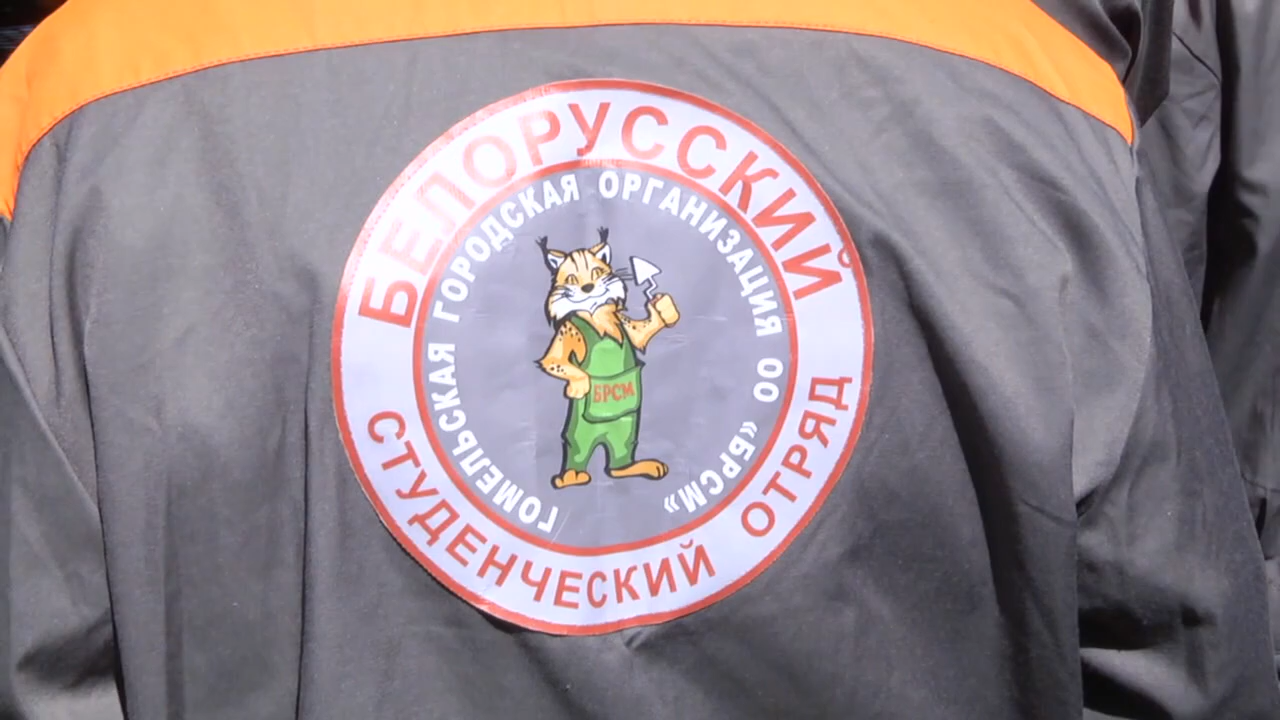 БЕЛОРУССКИЙ
СТУДЕНЧЕСКИЙ ОТРЯД
ГОМЕЛЬСКАЯ ГОРОДСКАЯ ОРГАНИЗАЦИЯ ОО «БРСМ»
БРСМ